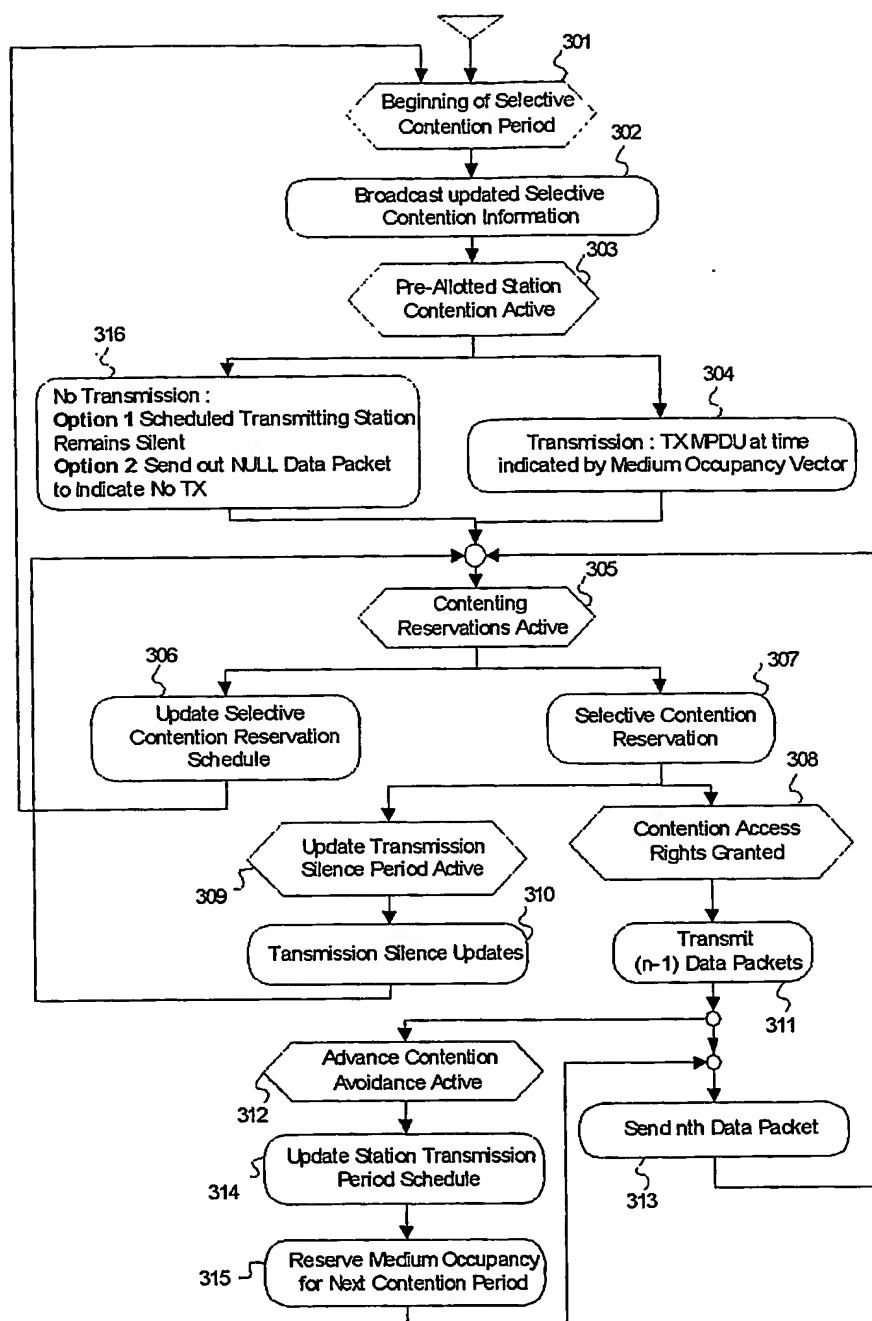 301
Beginning of Selective
Contention Period
302
Broadcast updated Selective
Contention Information
303
Pre-Allotted Station
Contention Active
316
No Transmission :
Option 1 Scheduled Transmitting Station
Remains Silent
Option 2 Send out NULL Data Packet
to Indicate No TX
304
Transmission : TX MPDU at time
indicated by Medium Occupancy Vector
305
Contenting
Reservations Active
306
Update Selective
Contention Reservation
Schedule
307
Selective Contention
Reservation
308
Contention Access
Rights Granted
Update Transmission
Silence Period Active
309
310
Tansmission Silence Updates
Transmit
(n-1) Data Packets
311
Advance Contention
Avoidance Active
312
Send nth Data Packet
313
Update Station Transmission
Period Schedule
314
Reserve Medium Occupancy
for Next Contention Period
315